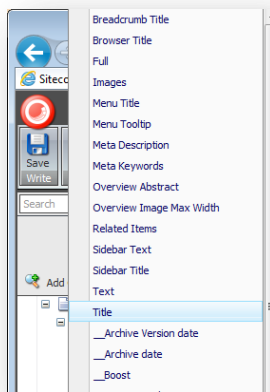 Breadcrumb Title
Browser Title
Full
Images
Menu Title
Menu Tooltip
Meta Description
Meta Keywords
Overview Abstract
Overview Image Max Width
Related Items
Sidebar Text
Sidebar Title
Text
Title
__Archive Version date
__Archive date
__Boost
Sitecc
Save
Write
Search
Add